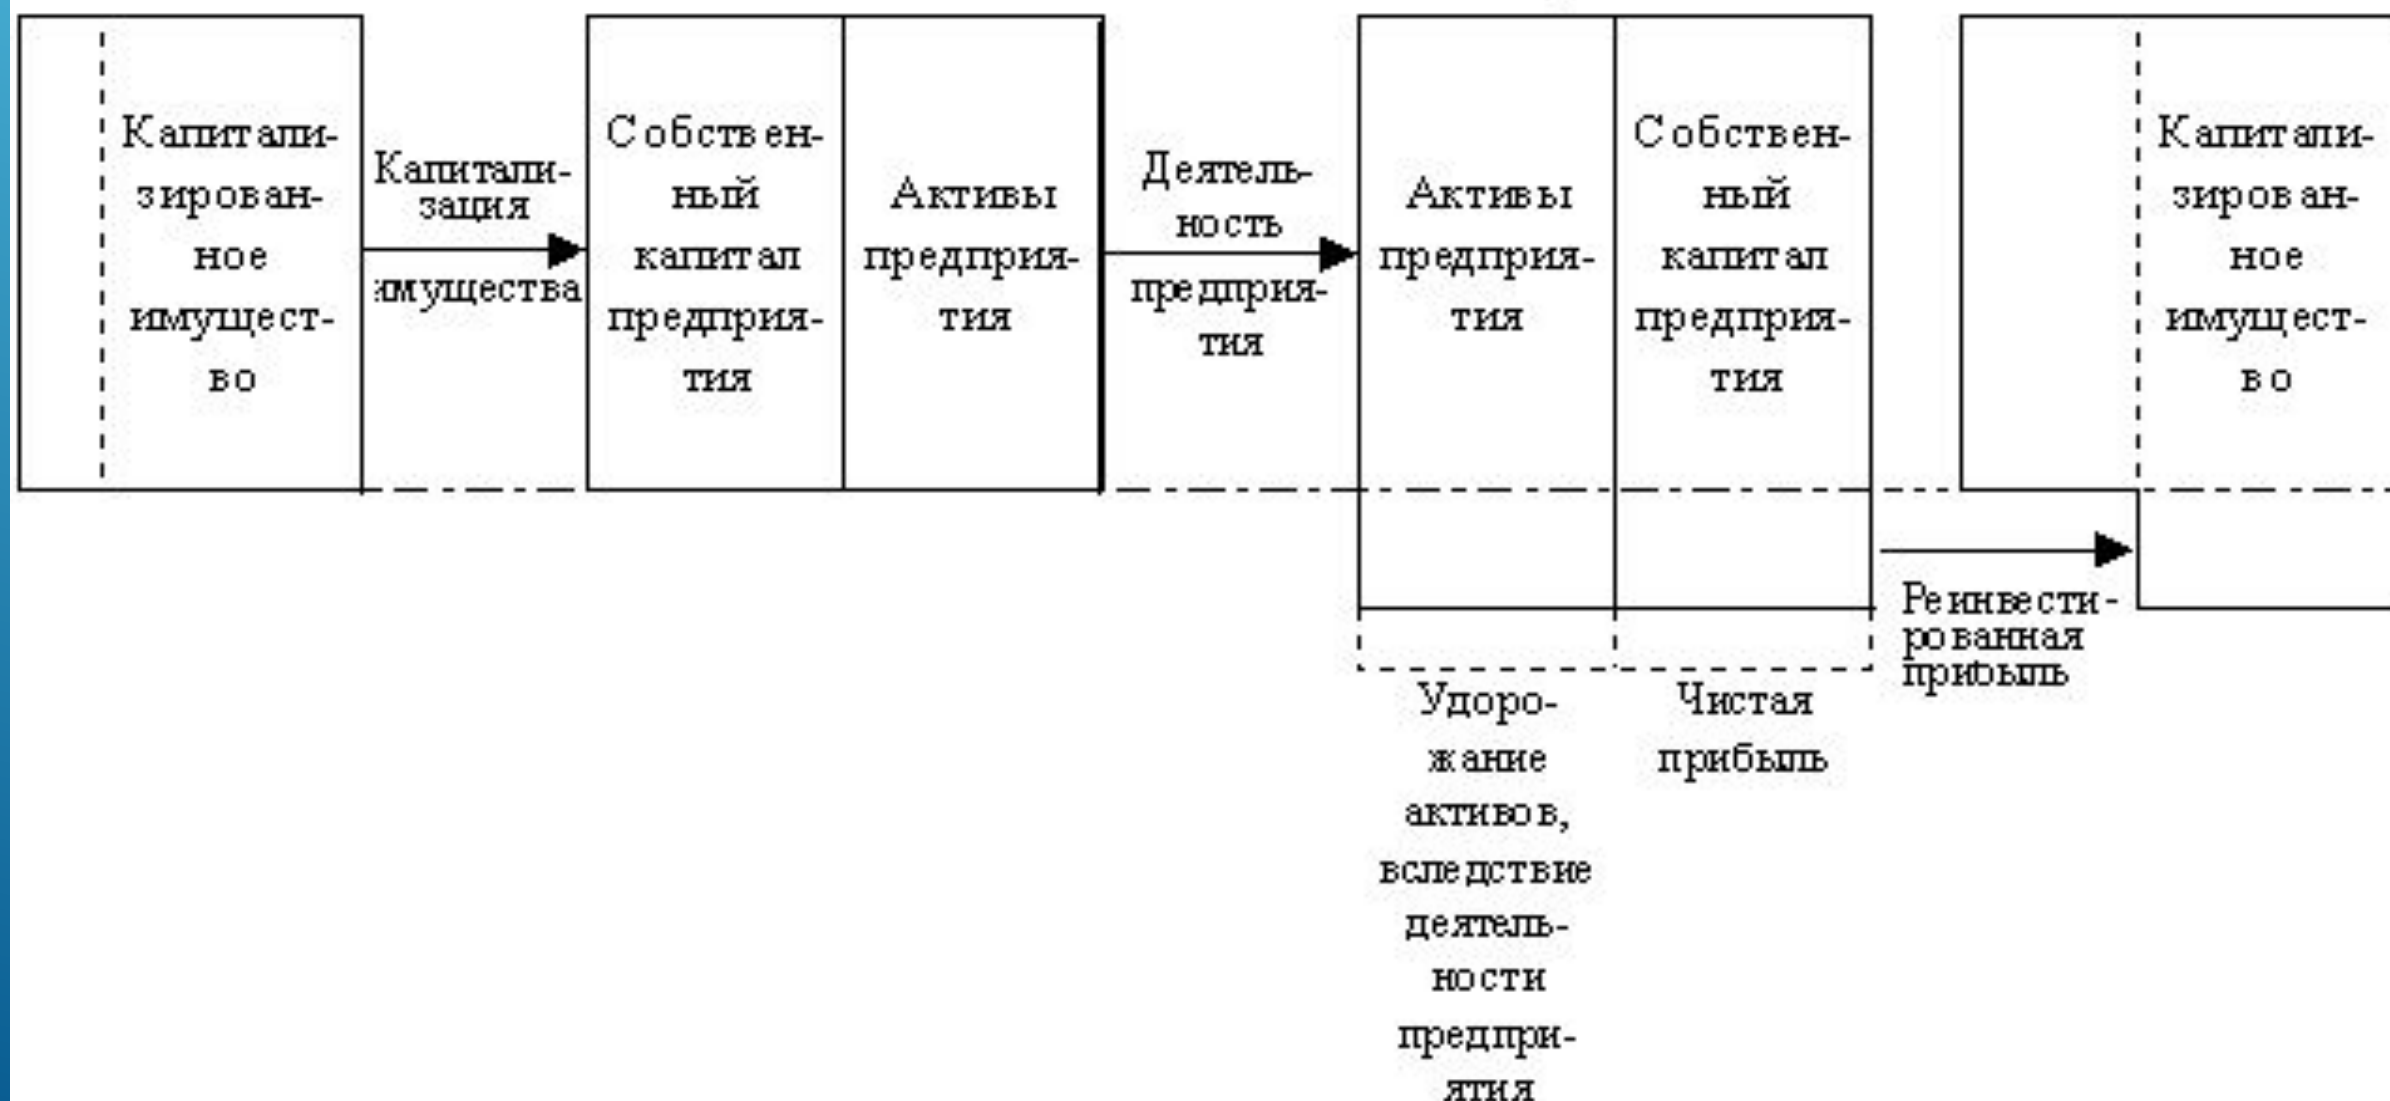 Капитали-
зирован-
ное
имущест-
во
Капитали-
зация
имущества
Собствен-
ный
капитал
предприя-
тия
Активы
предприя-
тия
Деятель-
ность
предприя-
тия
Активы
предприя-
тия
Собствен-
ный
капитал
предприя-
тия
Капитали-
зирован-
ное
имущест-
во
Реинвести-
рованная
прибыль
Удоро-
жание
активов,
вследствие
деятель-
ности
предпри-
ятия
Чистая
прибыль